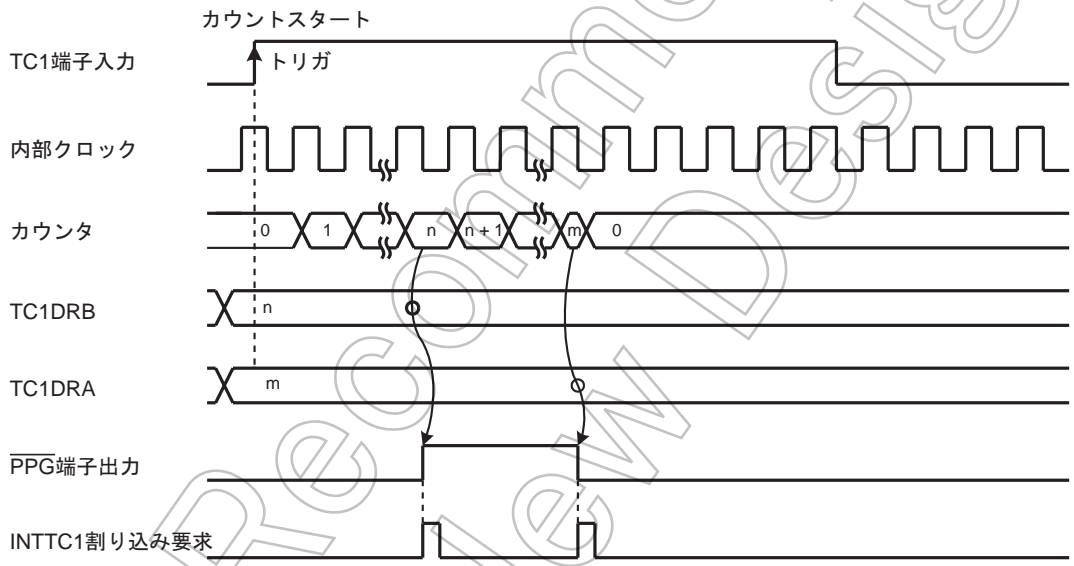 カウントスタート
TC1端子入力
トリガ
内部クロック
カウンタ 0 1 n n + 1 m 0
TC1DRB n
TC1DRA m
PPG端子出力
INTTC1割り込み要求